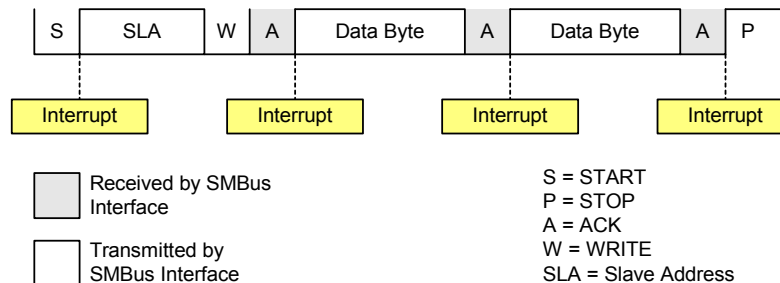 S SLA W A Data Byte A Data Byte A P
Interrupt Interrupt Interrupt Interrupt
Received by SMBus
Interface
Transmitted by
SMBus Interface
S = START
P = STOP
A = ACK
W = WRITE
SLA = Slave Address